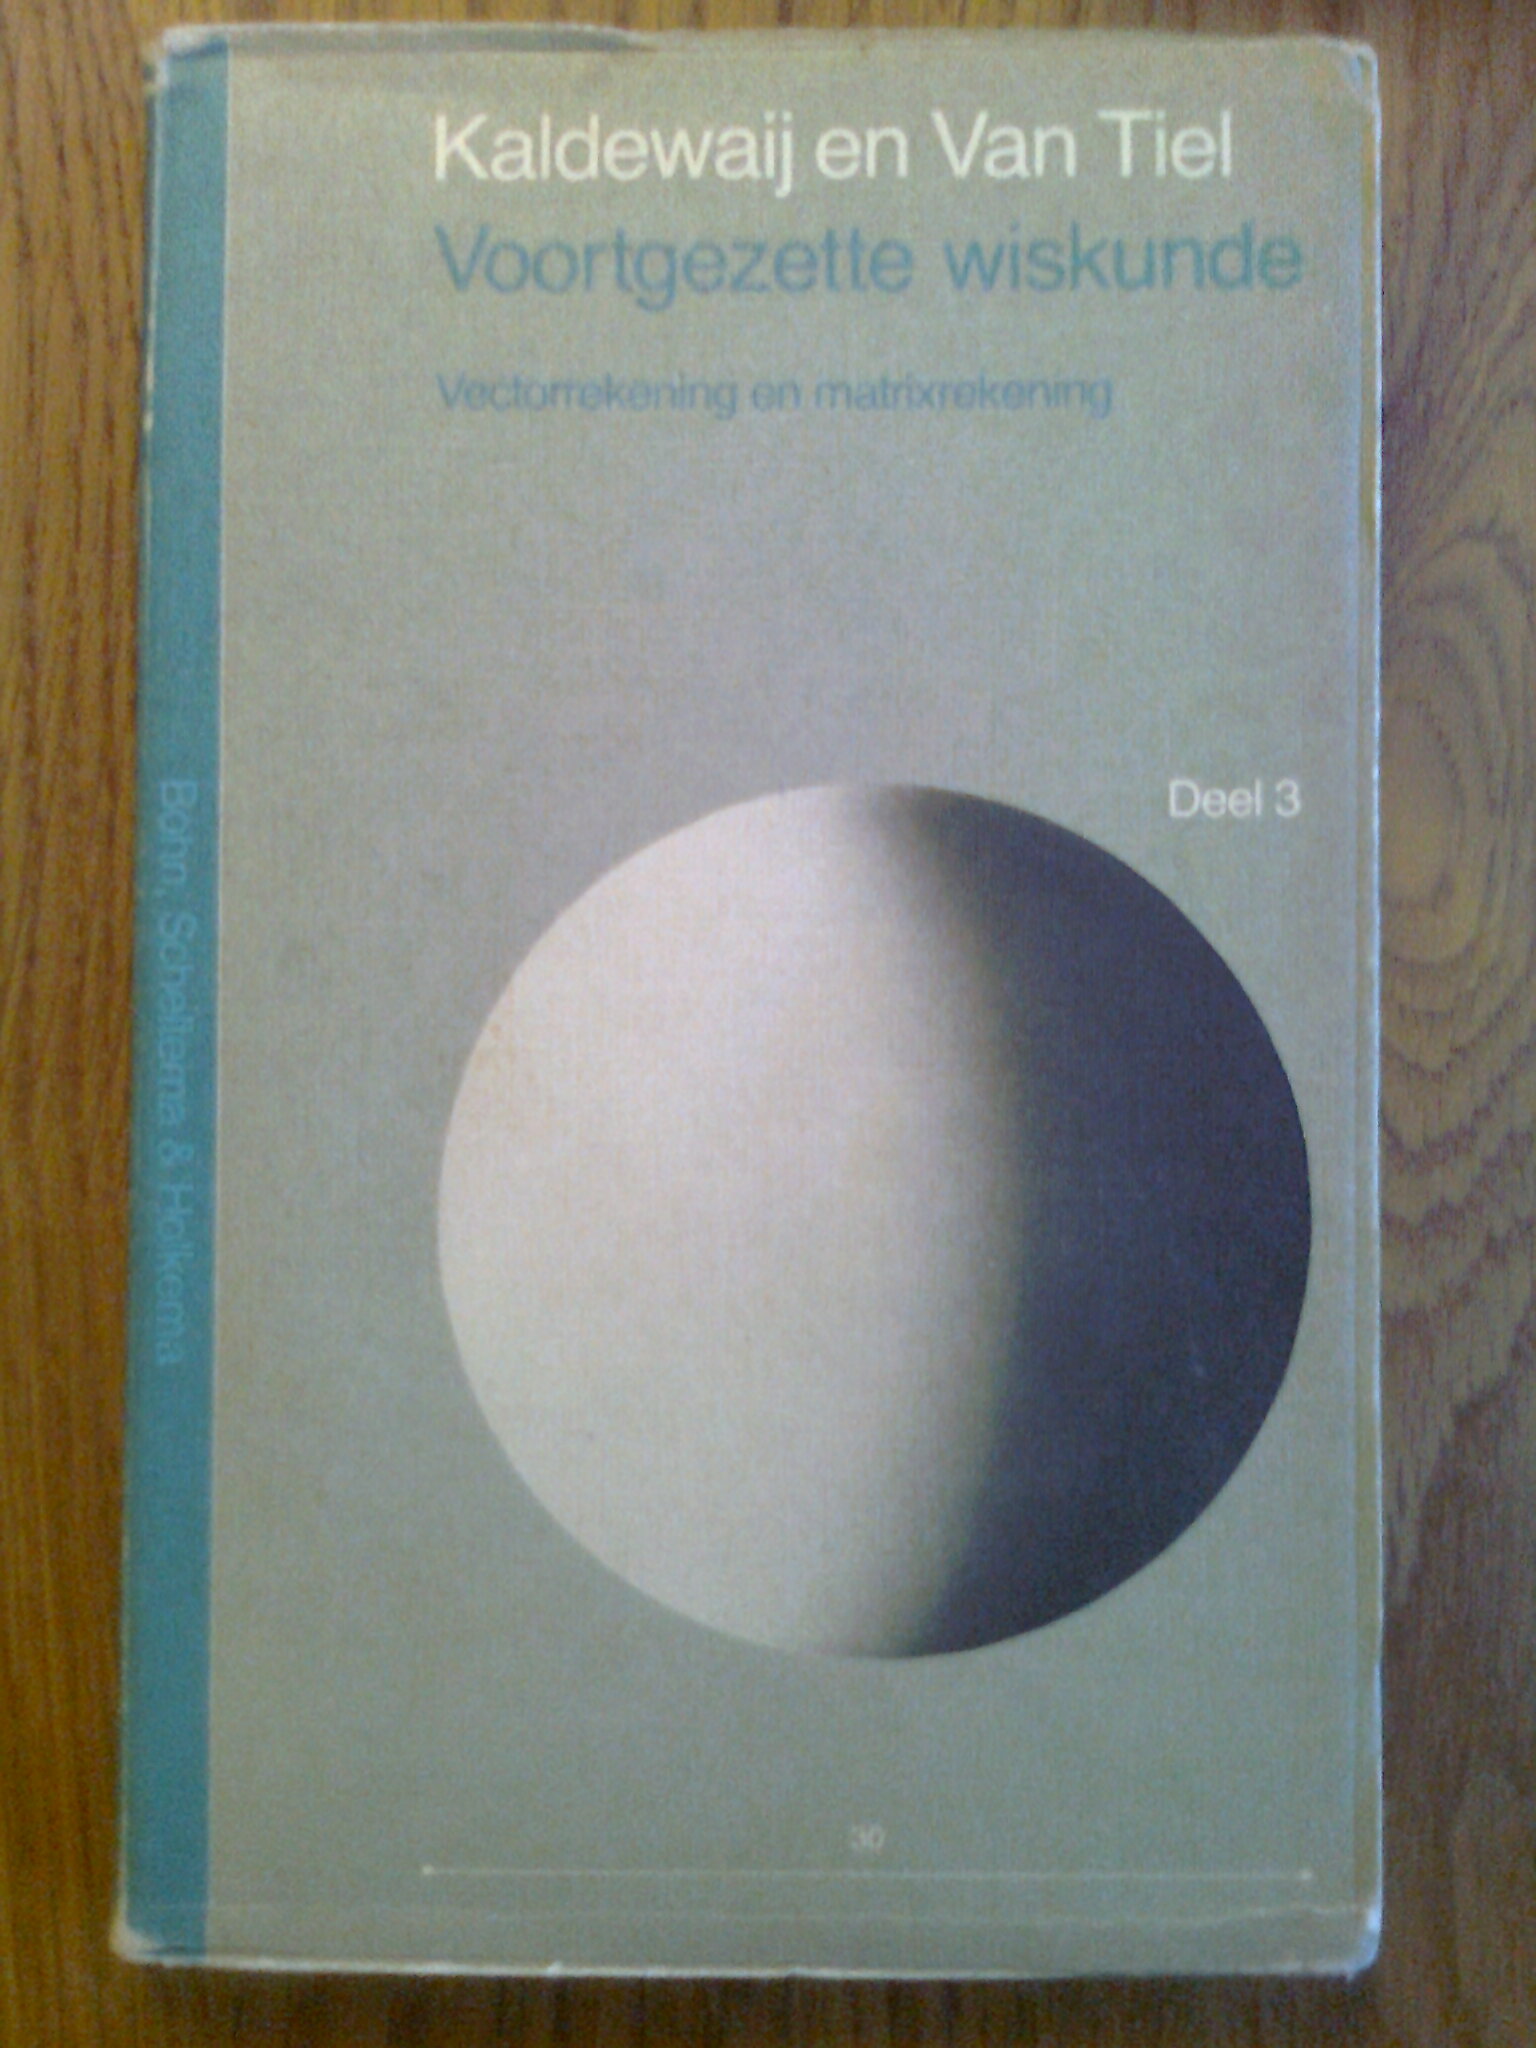 Kaldewaij en Van Tiel
Voortgezette wiskunde
Vectorrekening en matrixrekening
Deel 3
30
Bohn, Scheltema & Holkema